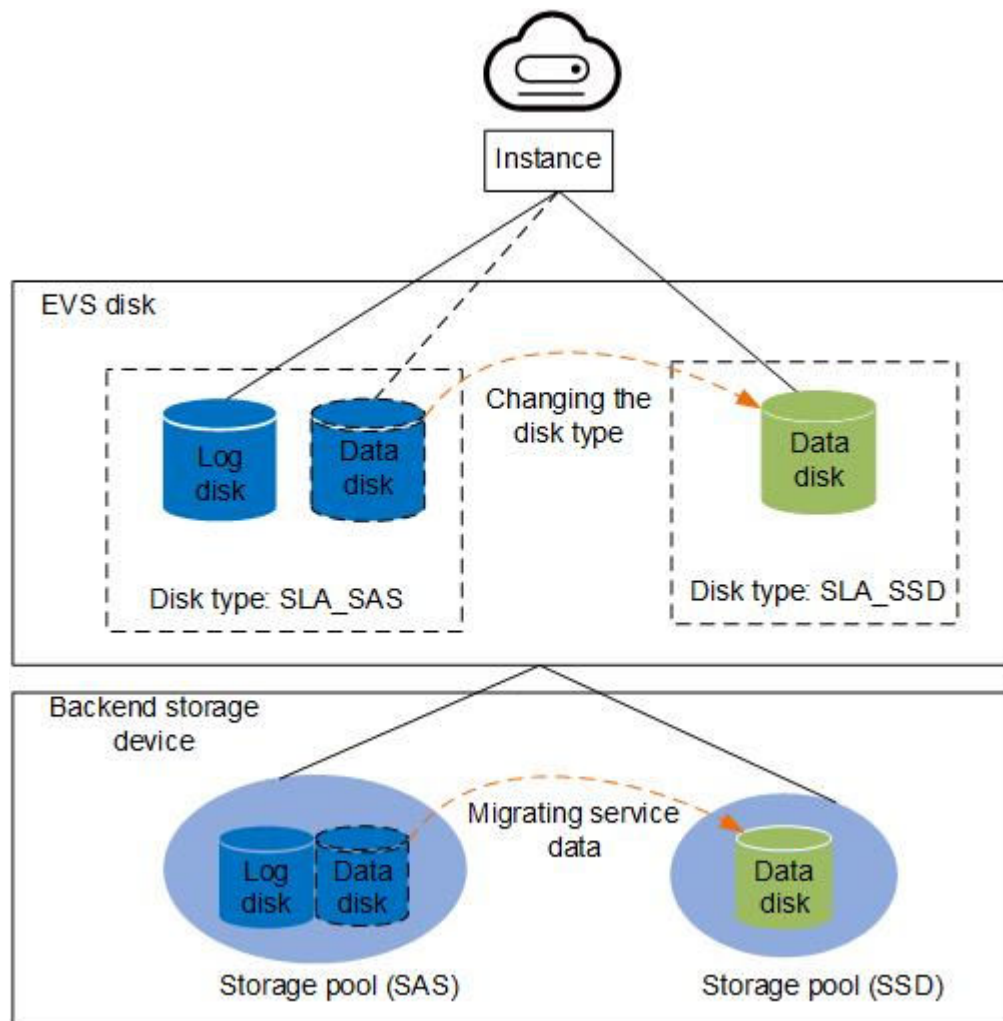 Instance
EVS disk
Changing the
disk type
Log
disk
Data
disk
Data
disk
Disk type: SLA_SAS
Disk type: SLA_SSD
Backend storage
device
Migrating service
data
Log
disk
Data
disk
Data
disk
Storage pool (SAS)
Storage pool (SSD)